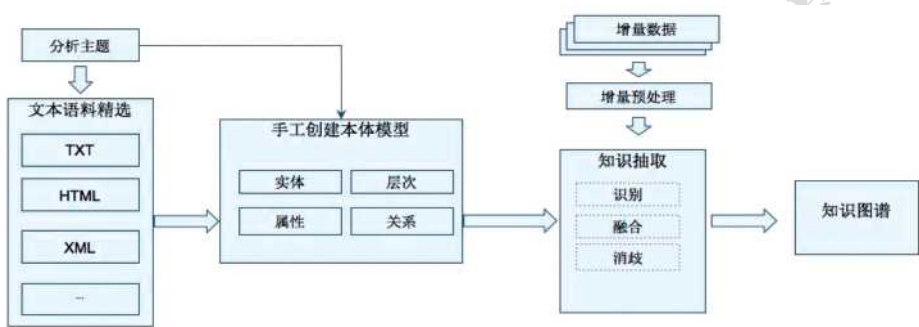 分析主题
文本语料精选
TXT
HTML
XML
...
手工创建本体模型
实体
层次
属性
关系
增量数据
增量预处理
知识抽取
识别
融合
消歧
知识图谱